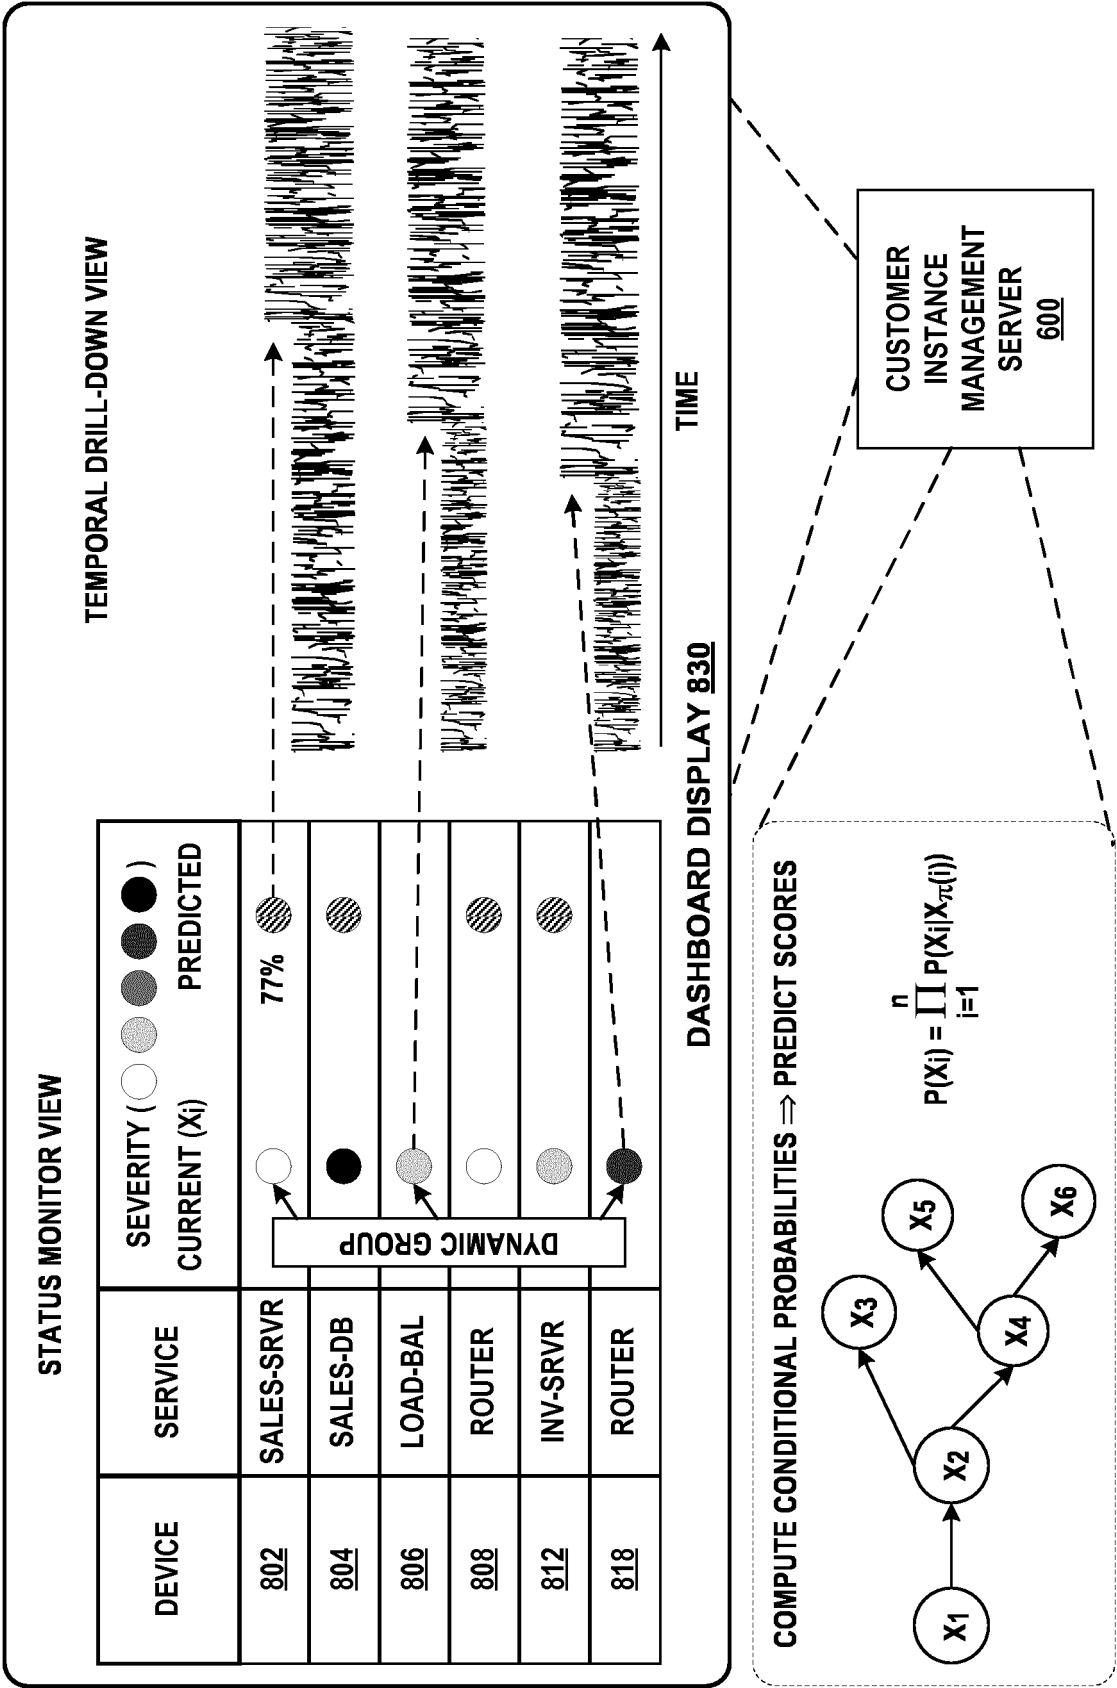 STATUS MONITOR VIEW
TEMPORAL DRILL-DOWN VIEW
DEVICE
SERVICE
SEVERITY ( )
CURRENT (Xi)
PREDICTED
802
SALES-SRVR
77%
804
SALES-DB
806
LOAD-BAL
808
ROUTER
812
INV-SRVR
818
ROUTER
DYNAMIC GROUP
TIME
DASHBOARD DISPLAY 830
COMPUTE CONDITIONAL PROBABILITIES ⇒ PREDICT SCORES
X1
X2
X3
X4
X5
X6
n
P(Xi) = ∏ P(Xi|Xπ(i))
i=1
CUSTOMER
INSTANCE
MANAGEMENT
SERVER
600